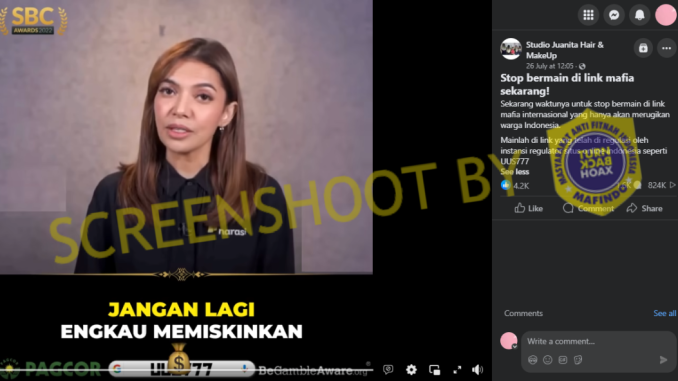 SBC
AWARDS 2022
narasi
JANGAN LAGI
ENGKAU MEMISKINKAN
PAGCOR
G UUS777
BeGambleAware.org
SCREENSHOOT BY
Studio Juanita Hair &
MakeUp
26 July at 12:05
Stop bermain di link mafia
sekarang!
Sekarang waktunya untuk stop bermain di link
mafia internasional yang hanya akan merugikan
warga Indonesia.
Mainlah di link yang telah di regulasi oleh
instansi regulator situs indonesia seperti
UUS777
See less
MASYARAKAT ANTI FITNAH INDONESIA
TURN
BACK
HOAX
MAFINDO
4.2K
824K
Like
Comment
Share
Comments
See all
Write a comment...